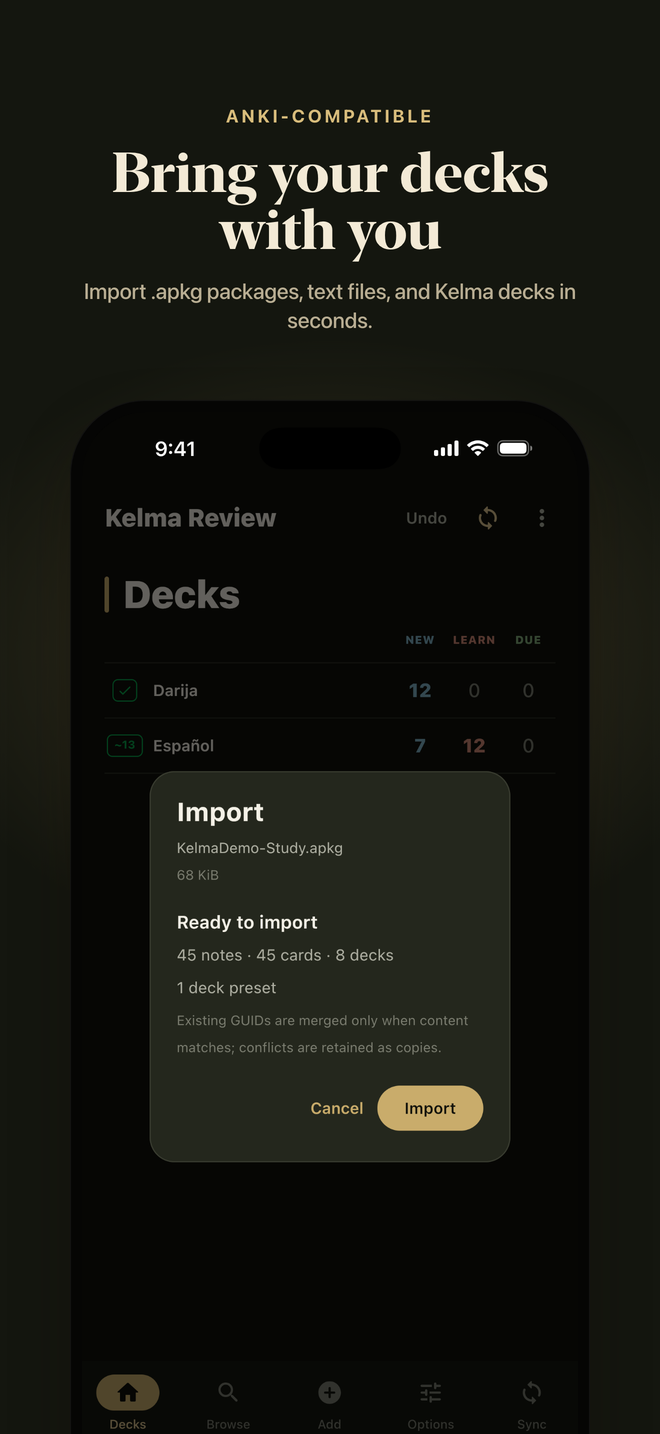 ANKI-COMPATIBLE
Bring your decks
with you
Import .apkg packages, text files, and Kelma decks in
seconds.
9:41
Kelma Review Undo
Decks
NEW LEARN DUE
Darija 12 0 0
~13 Español 7 12 0
Import
KelmaDemo-Study.apkg
68 KiB
Ready to import
45 notes · 45 cards · 8 decks
1 deck preset
Existing GUIDs are merged only when content
matches; conflicts are retained as copies.
Cancel Import
Decks Browse Add Options Sync